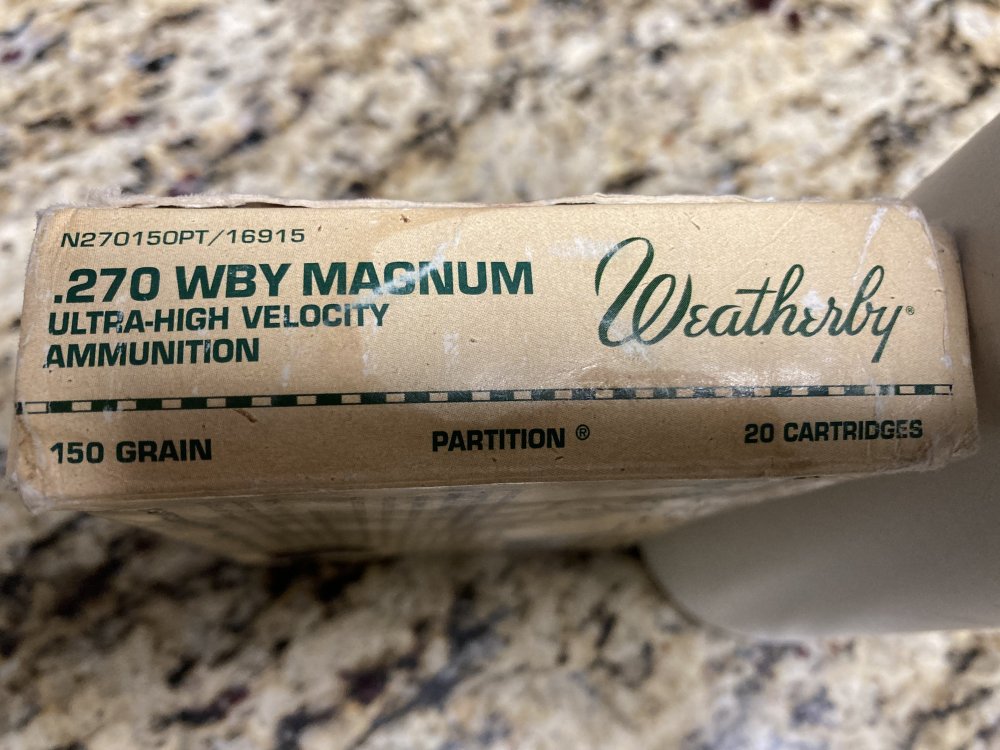 N270150PT/16915
.270 WBY MAGNUM
ULTRA-HIGH VELOCITY
AMMUNITION
Weatherby®
150 GRAIN
PARTITION ®
20 CARTRIDGES